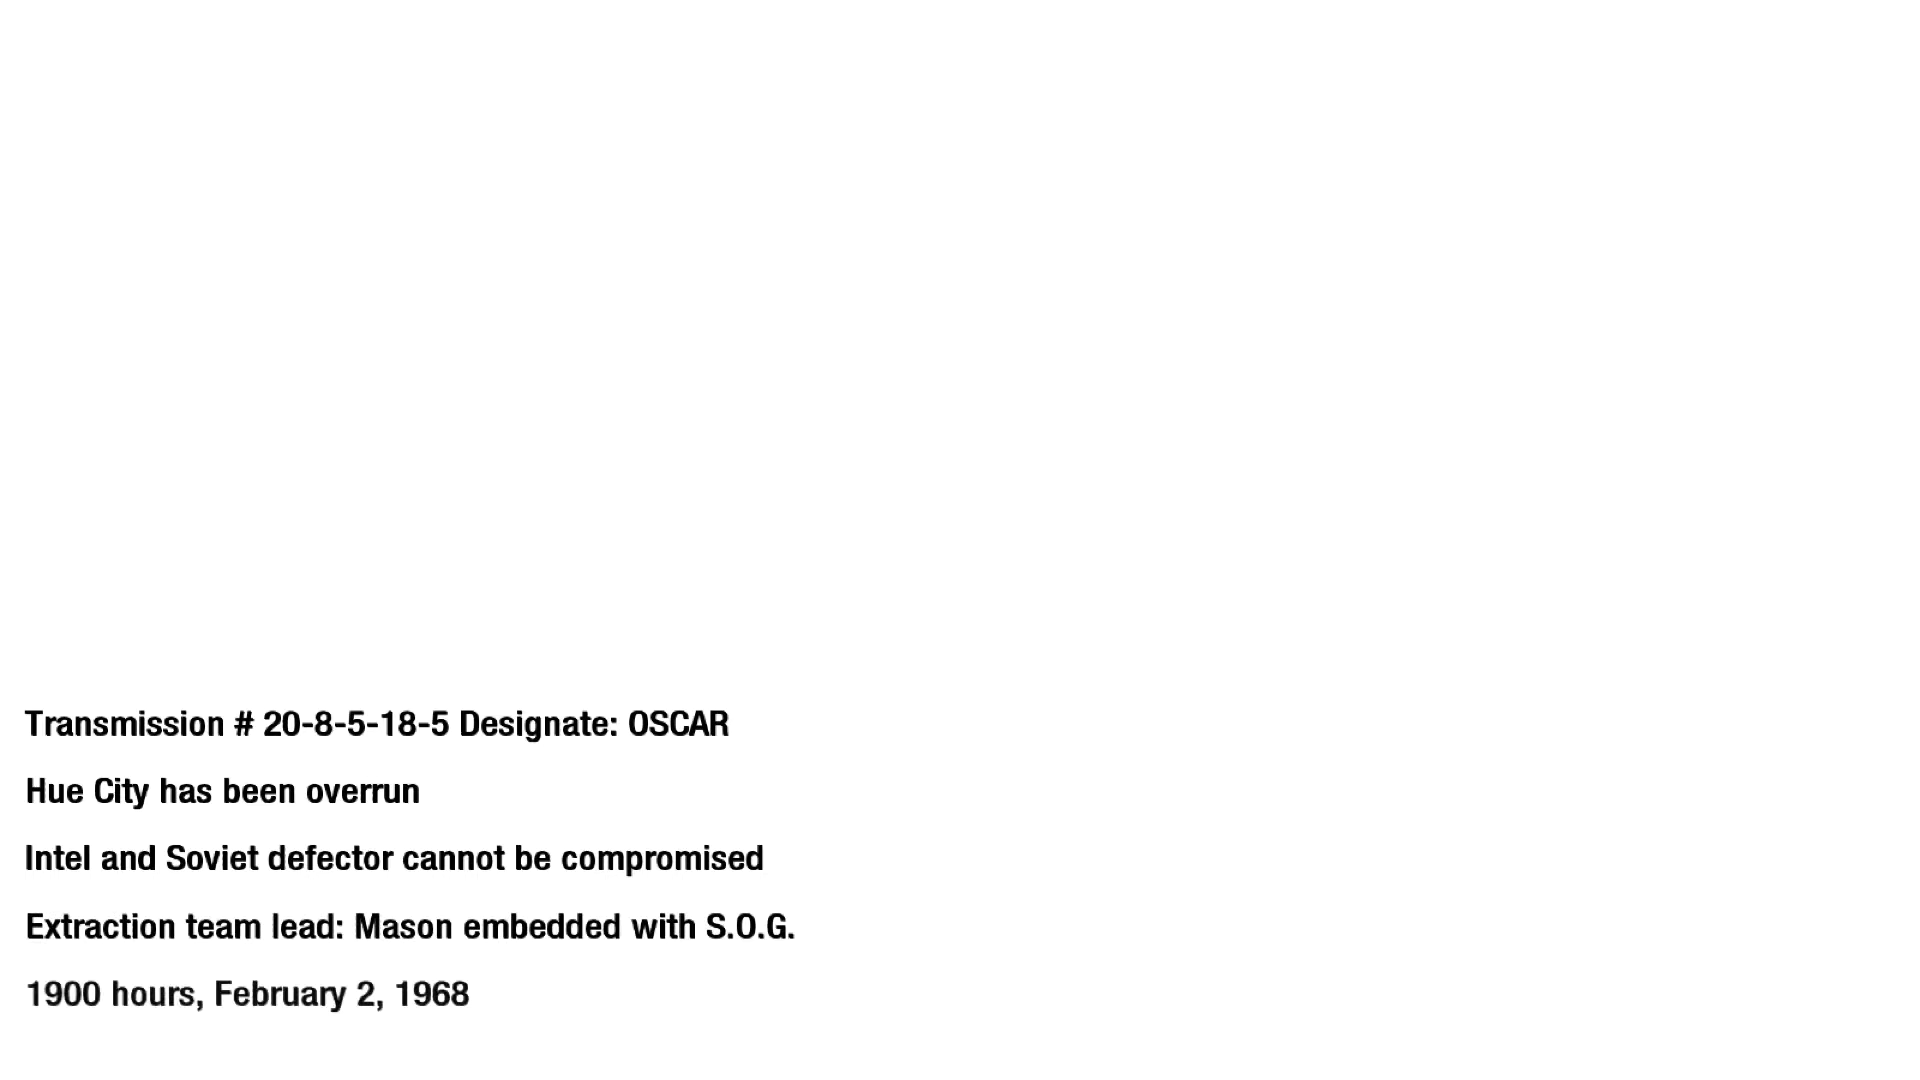 Transmission # 20-8-5-18-5 Designate: OSCAR
Hue City has been overrun
Intel and Soviet defector cannot be compromised
Extraction team lead: Mason embedded with S.O.G.
1900 hours, February 2, 1968